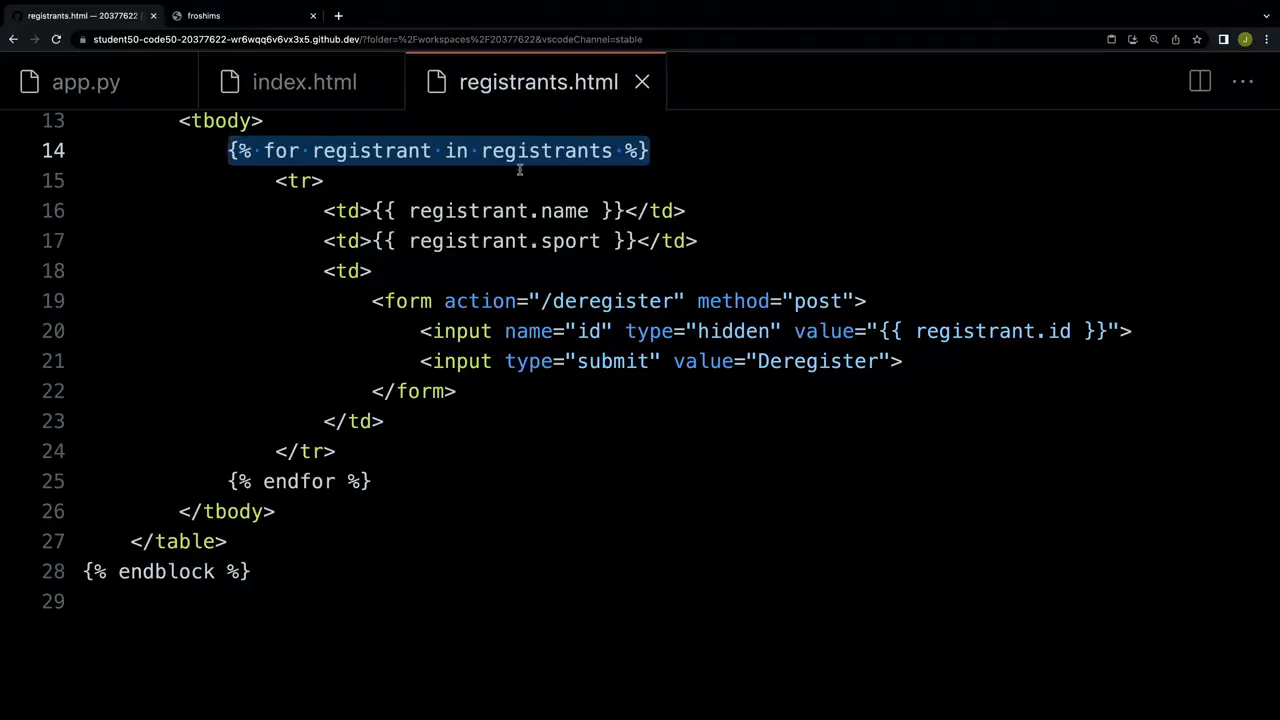 registrants.html — 20377622
froshims
student50-code50-20377622-wr6wqq6v6vx3x5.github.dev/?folder=%2Fworkspaces%2F20377622&vscodeChannel=stable
J
app.py
index.html
registrants.html
13 <tbody>
14 {% for registrant in registrants %}
15 <tr>
16 <td>{{ registrant.name }}</td>
17 <td>{{ registrant.sport }}</td>
18 <td>
19 <form action="/deregister" method="post">
20 <input name="id" type="hidden" value="{{ registrant.id }}">
21 <input type="submit" value="Deregister">
22 </form>
23 </td>
24 </tr>
25 {% endfor %}
26 </tbody>
27 </table>
28 {% endblock %}
29